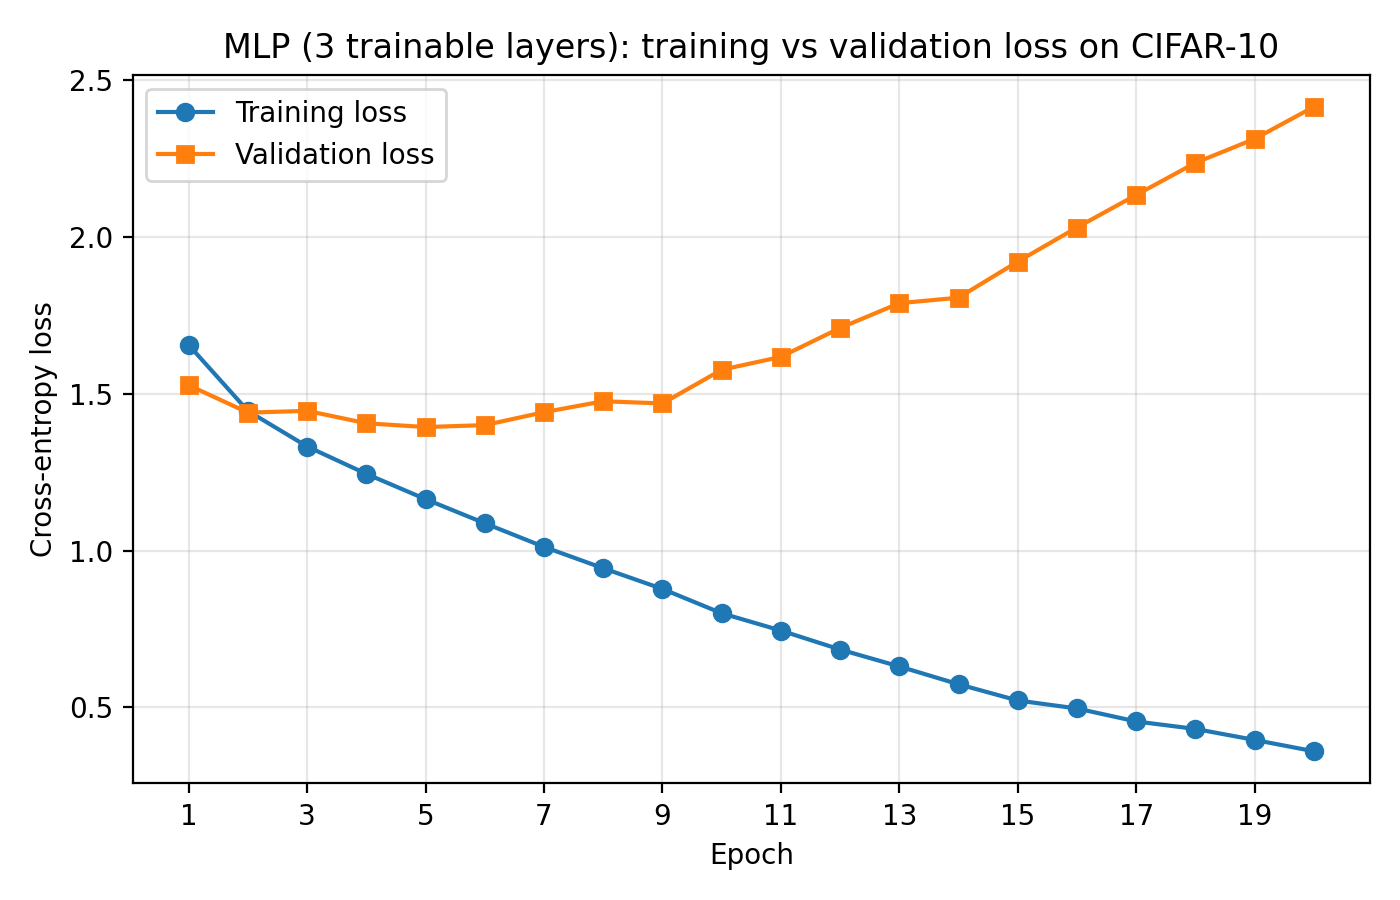 MLP (3 trainable layers): training vs validation loss on CIFAR-10
Training loss
Validation loss
2.5
2.0
1.5
1.0
0.5
Cross-entropy loss
1 3 5 7 9 11 13 15 17 19
Epoch